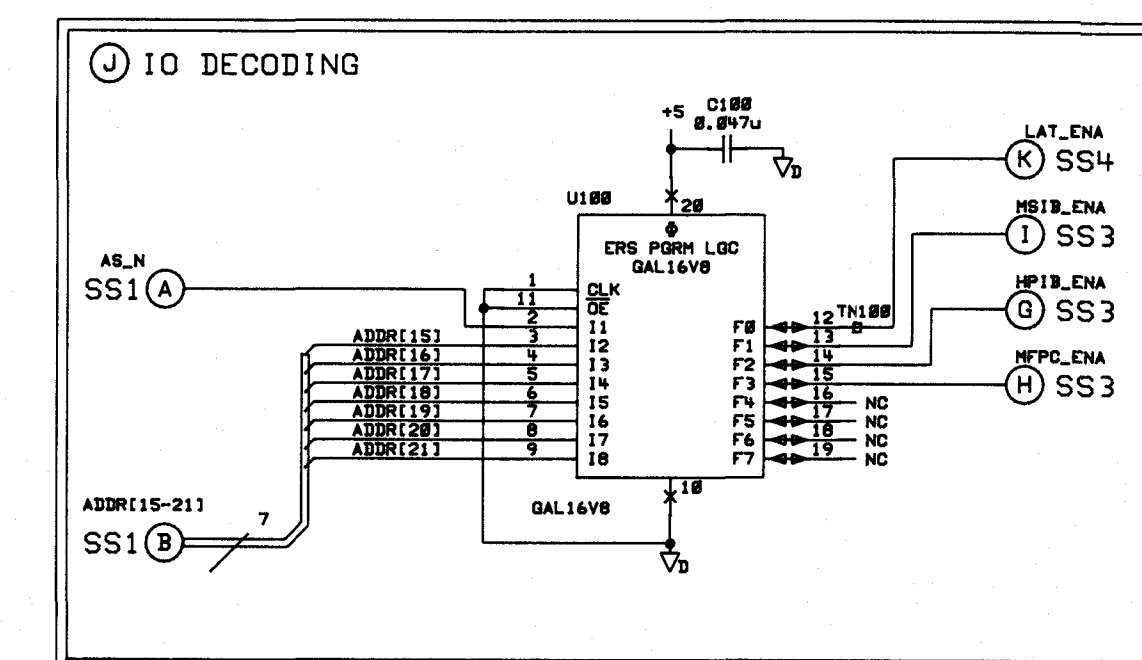 J IO DECODING
+5 C100
0.047u
D
LAT_ENA
K SS4
U100
20
MSIB_ENA
I SS3
Φ
ERS PGRM LGC
GAL16V8
AS_N
SS1 A
HPIB_ENA
G SS3
1 CLK
11 OE
2 I1
ADDR[15] 3 I2
ADDR[16] 4 I3
ADDR[17] 5 I4
ADDR[18] 6 I5
ADDR[19] 7 I6
ADDR[20] 8 I7
ADDR[21] 9 I8
F0 12 TN100
F1 13
F2 14
F3 15
F4 16 NC
F5 17 NC
F6 18 NC
F7 19 NC
MFPC_ENA
H SS3
10
GAL16V8
ADDR[15-21]
7
SS1 B
D